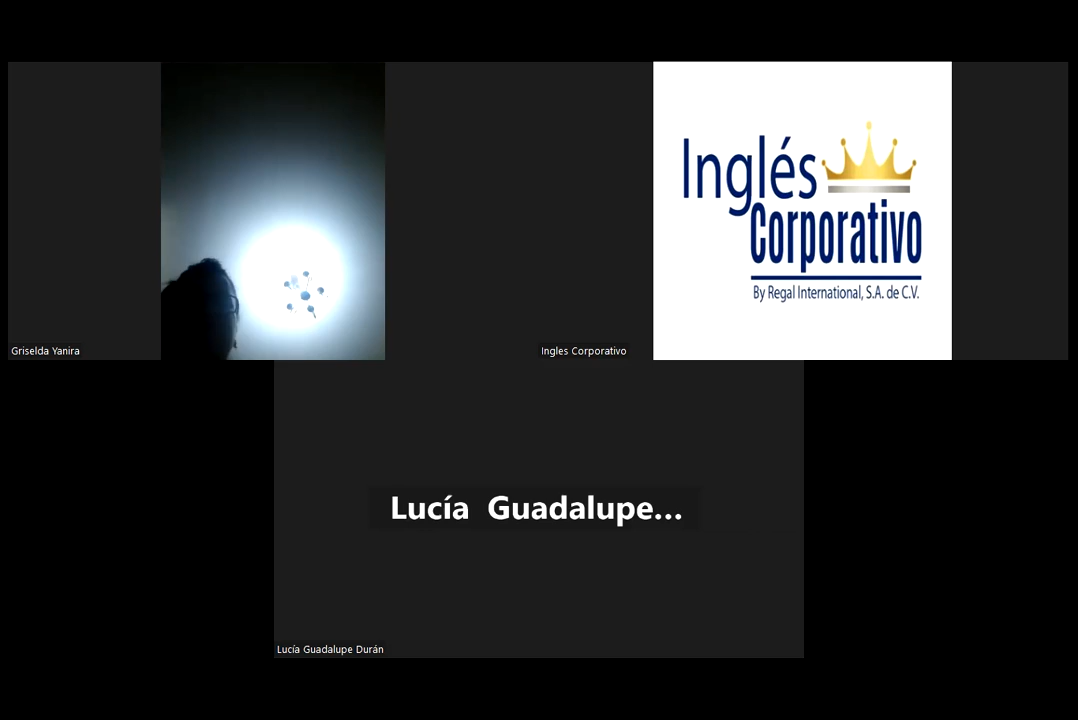 Inglés
Corporativo
By Regal International, S.A. de C.V.
Griselda Yanira
Ingles Corporativo
Lucía Guadalupe...
Lucía Guadalupe Durán